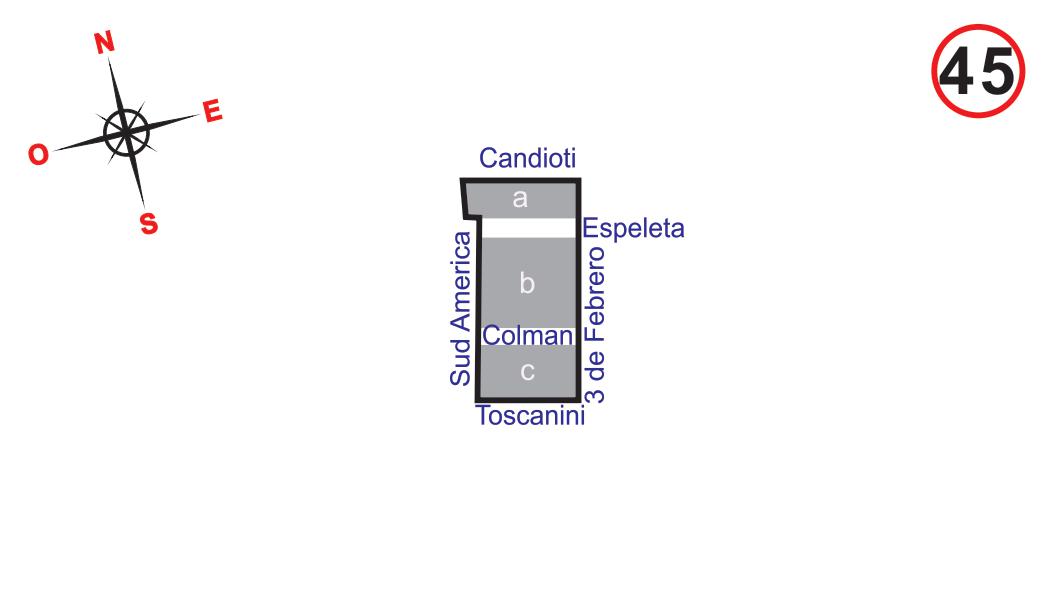 N
E
O
S
45
Candioti
a
Espeleta
Sud America
b
3 de Febrero
Colman
c
Toscanini